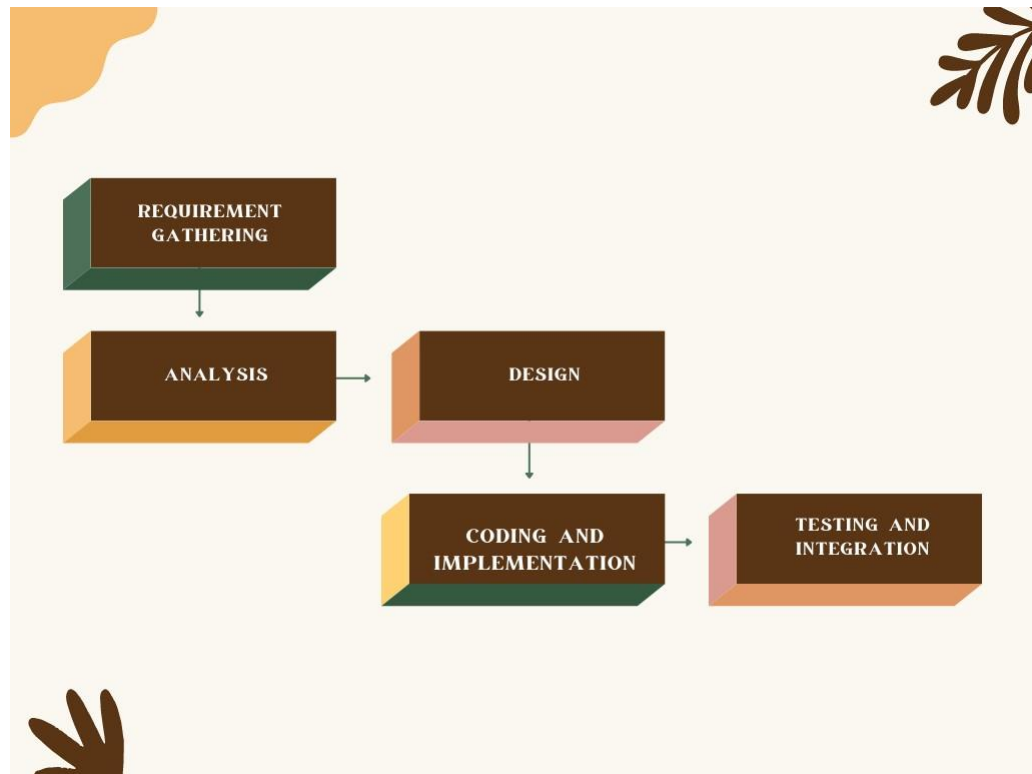 REQUIREMENT
GATHERING
ANALYSIS
DESIGN
CODING AND
IMPLEMENTATION
TESTING AND
INTEGRATION